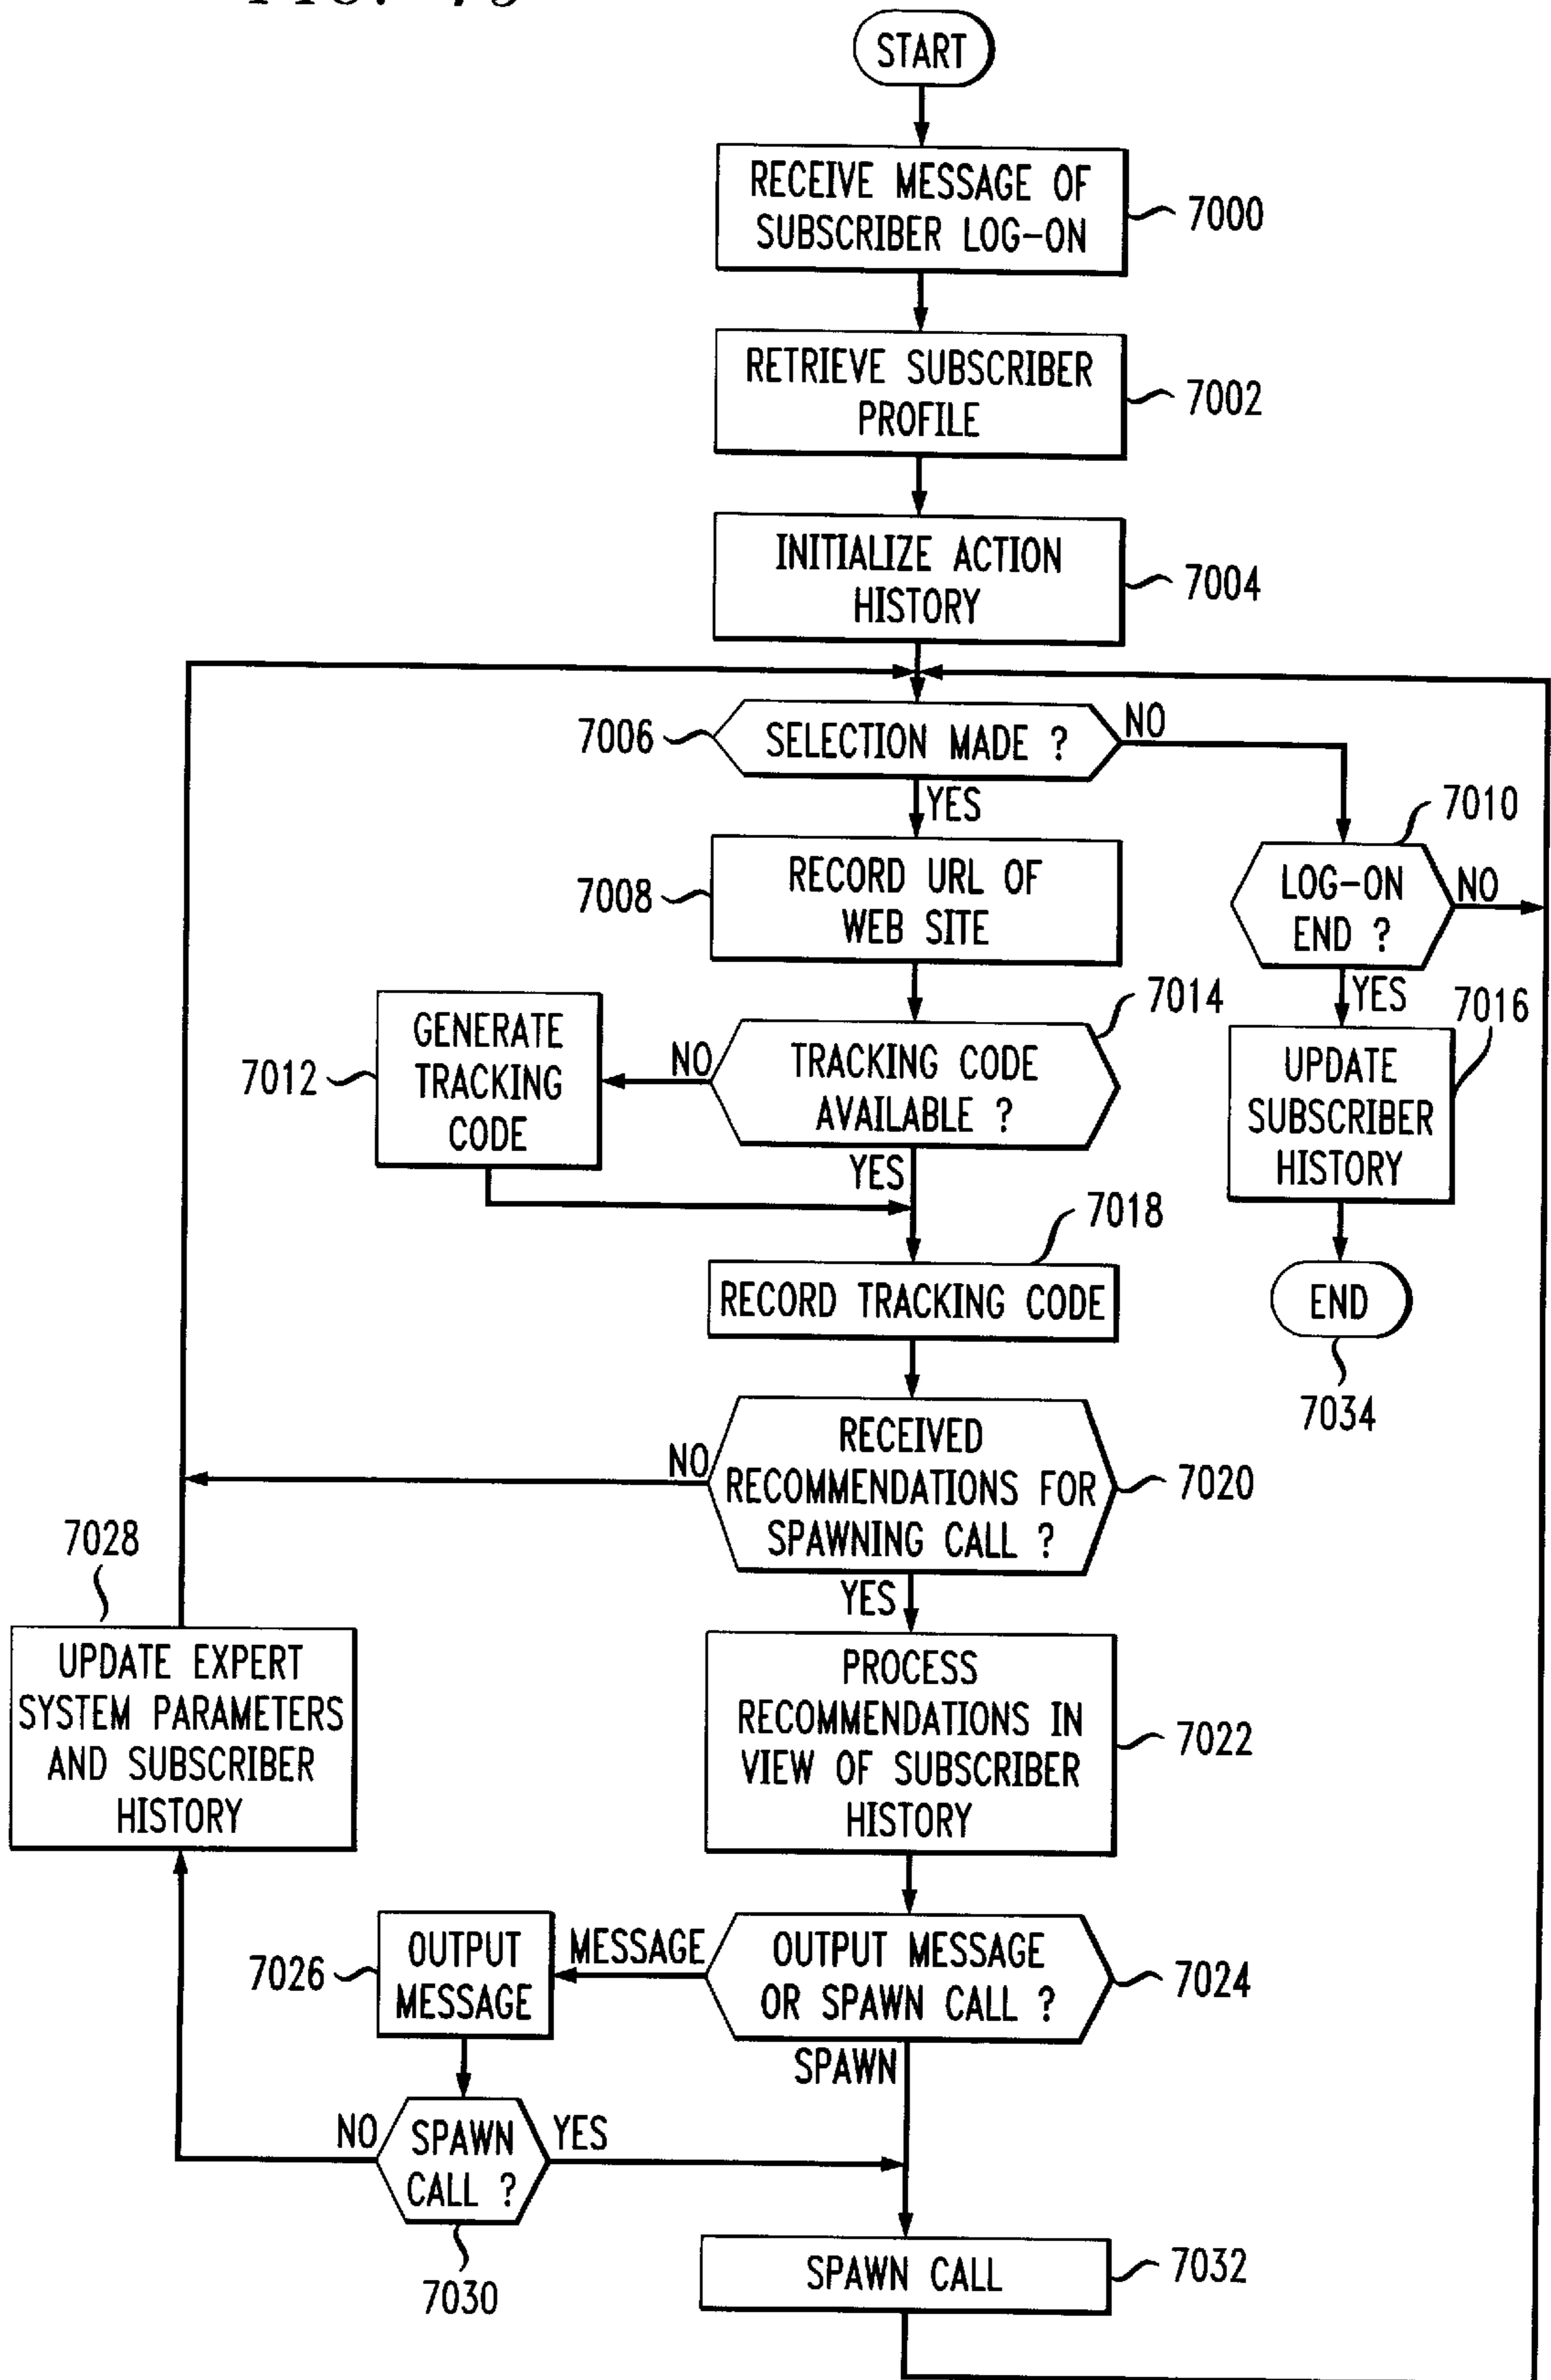 START
RECEIVE MESSAGE OF
SUBSCRIBER LOG-ON
7000
RETRIEVE SUBSCRIBER
PROFILE
7002
INITIALIZE ACTION
HISTORY
7004
7006
SELECTION MADE ?
NO
YES
7010
LOG-ON
END ?
NO
7008
RECORD URL OF
WEB SITE
YES
7016
UPDATE
SUBSCRIBER
HISTORY
7014
TRACKING CODE
AVAILABLE ?
NO
7012
GENERATE
TRACKING
CODE
YES
7018
RECORD TRACKING CODE
END
7034
RECEIVED
RECOMMENDATIONS FOR
SPAWNING CALL ?
7020
NO
YES
7028
UPDATE EXPERT
SYSTEM PARAMETERS
AND SUBSCRIBER
HISTORY
PROCESS
RECOMMENDATIONS IN
VIEW OF SUBSCRIBER
HISTORY
7022
OUTPUT MESSAGE
OR SPAWN CALL ?
7024
MESSAGE
7026
OUTPUT
MESSAGE
SPAWN
NO
SPAWN
CALL ?
YES
7030
SPAWN CALL
7032